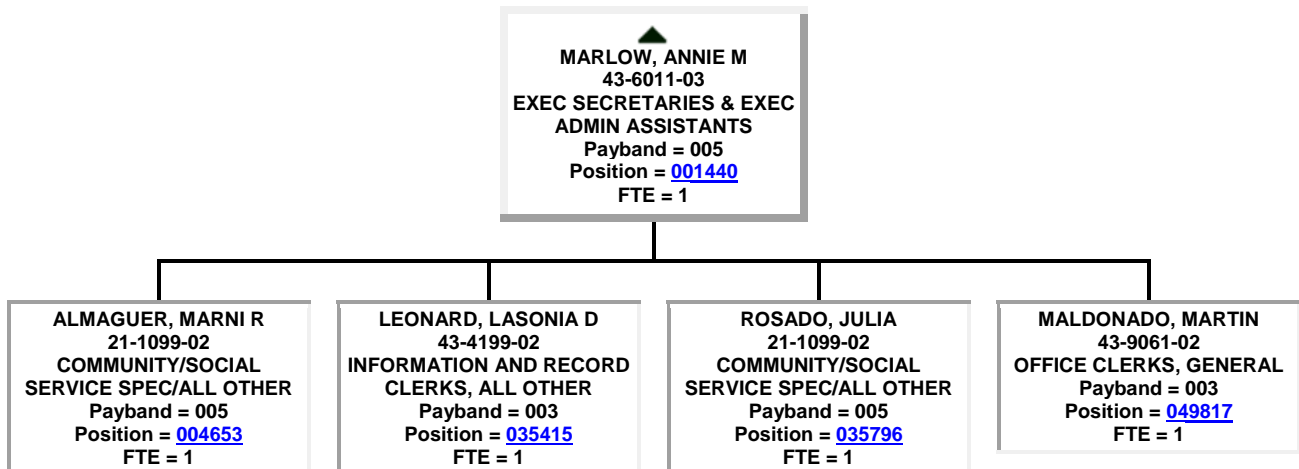 MARLOW, ANNIE M
43-6011-03
EXEC SECRETARIES & EXEC
ADMIN ASSISTANTS
Payband = 005
Position = 001440
FTE = 1
ALMAGUER, MARNI R
21-1099-02
COMMUNITY/SOCIAL
SERVICE SPEC/ALL OTHER
Payband = 005
Position = 004653
FTE = 1
LEONARD, LASONIA D
43-4199-02
INFORMATION AND RECORD
CLERKS, ALL OTHER
Payband = 003
Position = 035415
FTE = 1
ROSADO, JULIA
21-1099-02
COMMUNITY/SOCIAL
SERVICE SPEC/ALL OTHER
Payband = 005
Position = 035796
FTE = 1
MALDONADO, MARTIN
43-9061-02
OFFICE CLERKS, GENERAL
Payband = 003
Position = 049817
FTE = 1